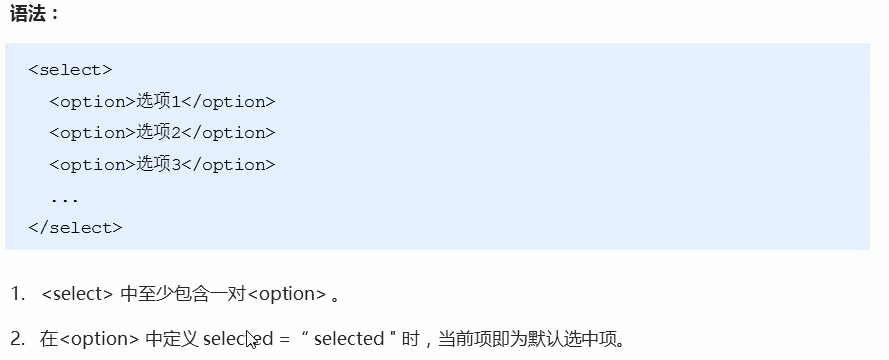 语法：
<select>
<option>选项1</option>
<option>选项2</option>
<option>选项3</option>
...
</select>
1. <select> 中至少包含一对<option> 。
2. 在<option> 中定义 selected = “ selected " 时，当前项即为默认选中项。